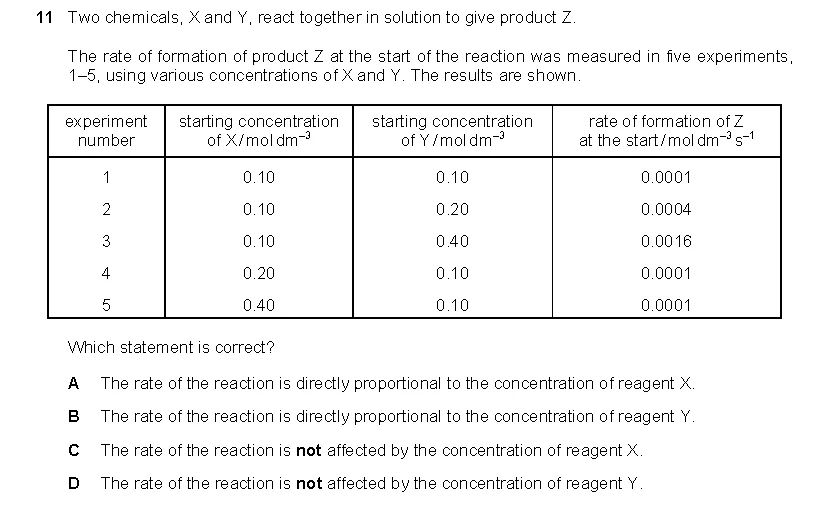 11 Two chemicals, X and Y, react together in solution to give product Z.
The rate of formation of product Z at the start of the reaction was measured in five experiments,
1–5, using various concentrations of X and Y. The results are shown.
experiment number | starting concentration of X / mol dm⁻³ | starting concentration of Y / mol dm⁻³ | rate of formation of Z at the start / mol dm⁻³ s⁻¹
1 0.10 0.10 0.0001
2 0.10 0.20 0.0004
3 0.10 0.40 0.0016
4 0.20 0.10 0.0001
5 0.40 0.10 0.0001
Which statement is correct?
A The rate of the reaction is directly proportional to the concentration of reagent X.
B The rate of the reaction is directly proportional to the concentration of reagent Y.
C The rate of the reaction is not affected by the concentration of reagent X.
D The rate of the reaction is not affected by the concentration of reagent Y.